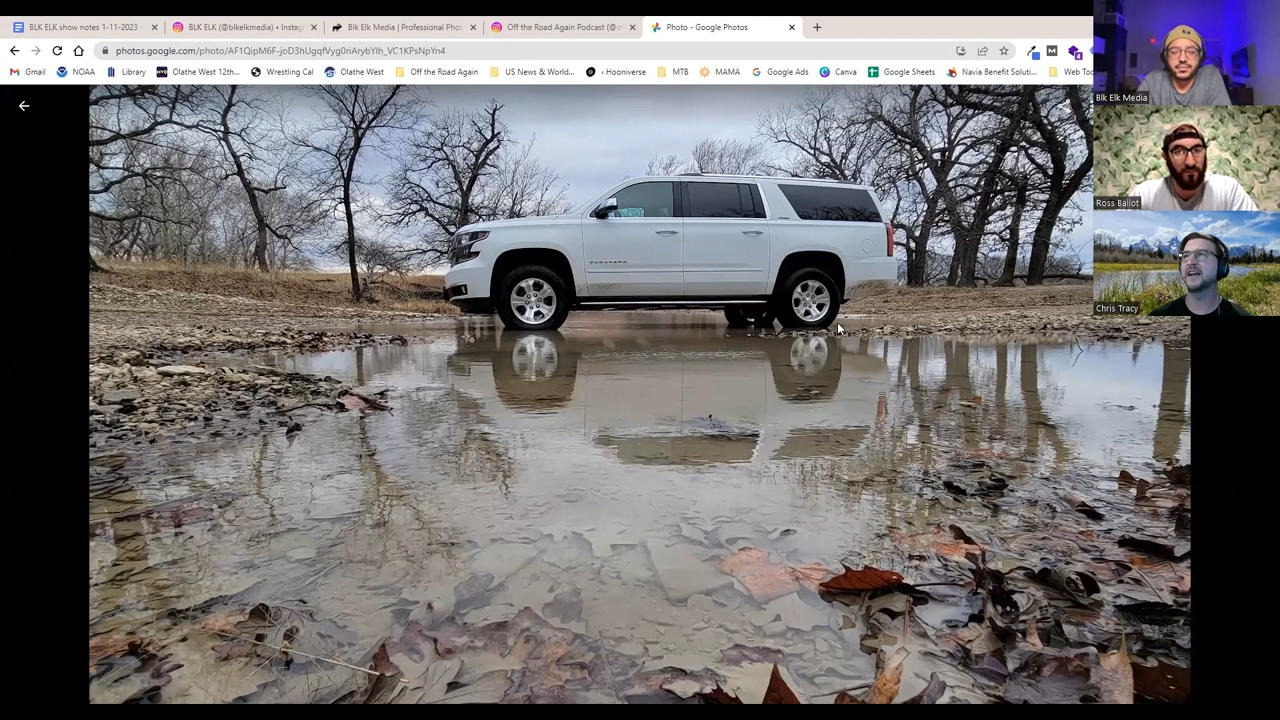 BLK ELK show notes 1-11-2023 -
BLK ELK (@blkelkmedia) • Instag
Blk Elk Media | Professional Phot
Off the Road Again Podcast (@o
Photo - Google Photos
photos.google.com/photo/AF1QipM6F-joD3hUgqfVyg0riArybYIh_VC1KPsNpYn4
Gmail
NOAA
Library
Olathe West 12th...
Wrestling Cal
Olathe West
Off the Road Again
US News & World...
Hooniverse
MTB
MAMA
Google Ads
Canva
Google Sheets
Navia Benefit Soluti...
Web Too
Blk Elk Media
Ross Ballot
Chris Tracy
SUBURBAN